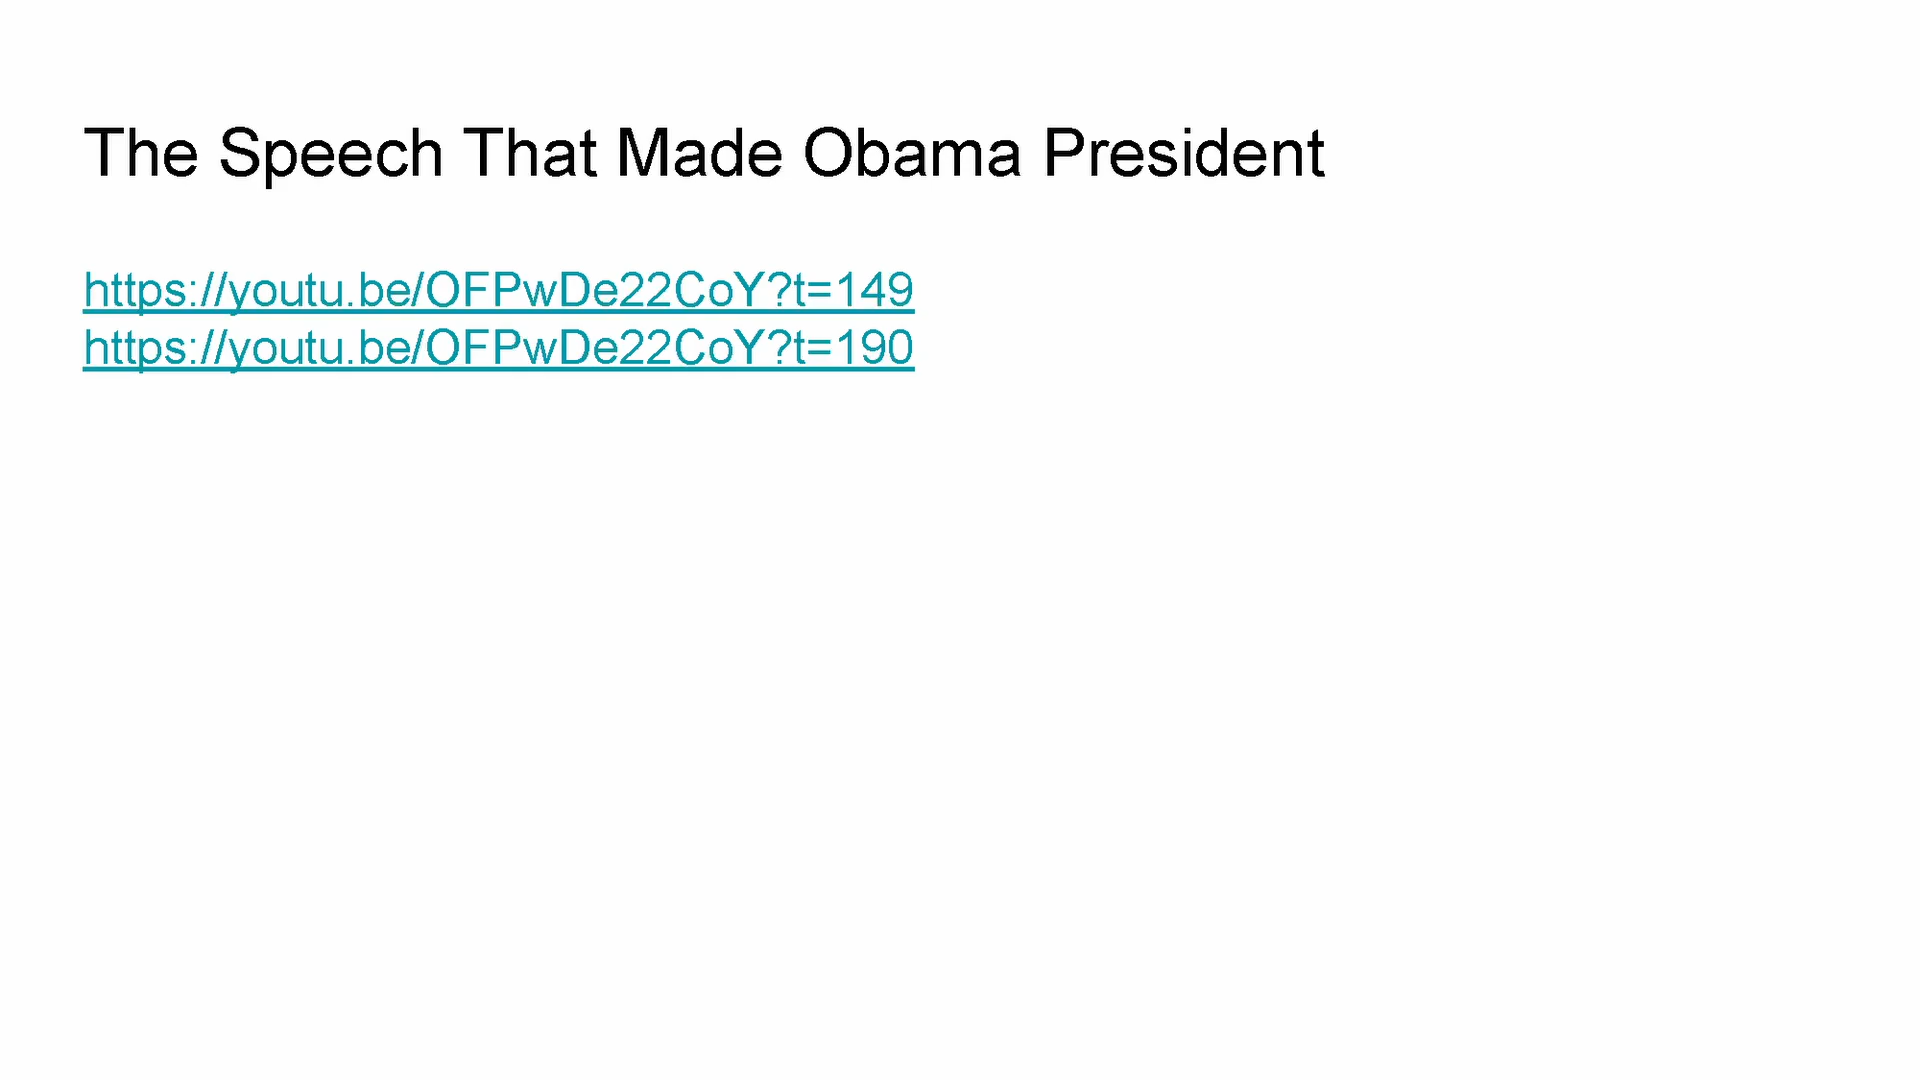 The Speech That Made Obama President
https://youtu.be/OFPwDe22CoY?t=149
https://youtu.be/OFPwDe22CoY?t=190